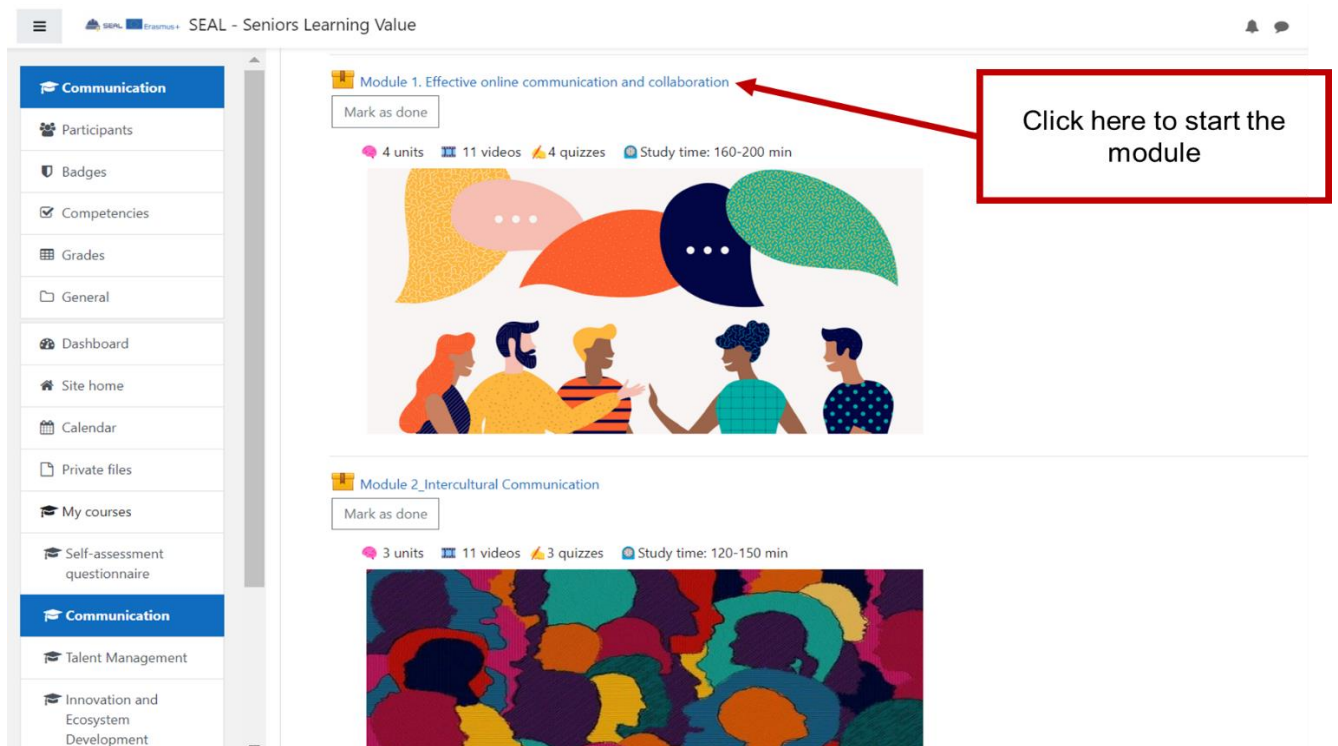 SEAL Erasmus+ SEAL - Seniors Learning Value
Communication
Participants
Badges
Competencies
Grades
General
Dashboard
Site home
Calendar
Private files
My courses
Self-assessment
questionnaire
Communication
Talent Management
Innovation and
Ecosystem
Development
Module 1. Effective online communication and collaboration
Mark as done
4 units 11 videos 4 quizzes Study time: 160-200 min
Click here to start the
module
Module 2_Intercultural Communication
Mark as done
3 units 11 videos 3 quizzes Study time: 120-150 min